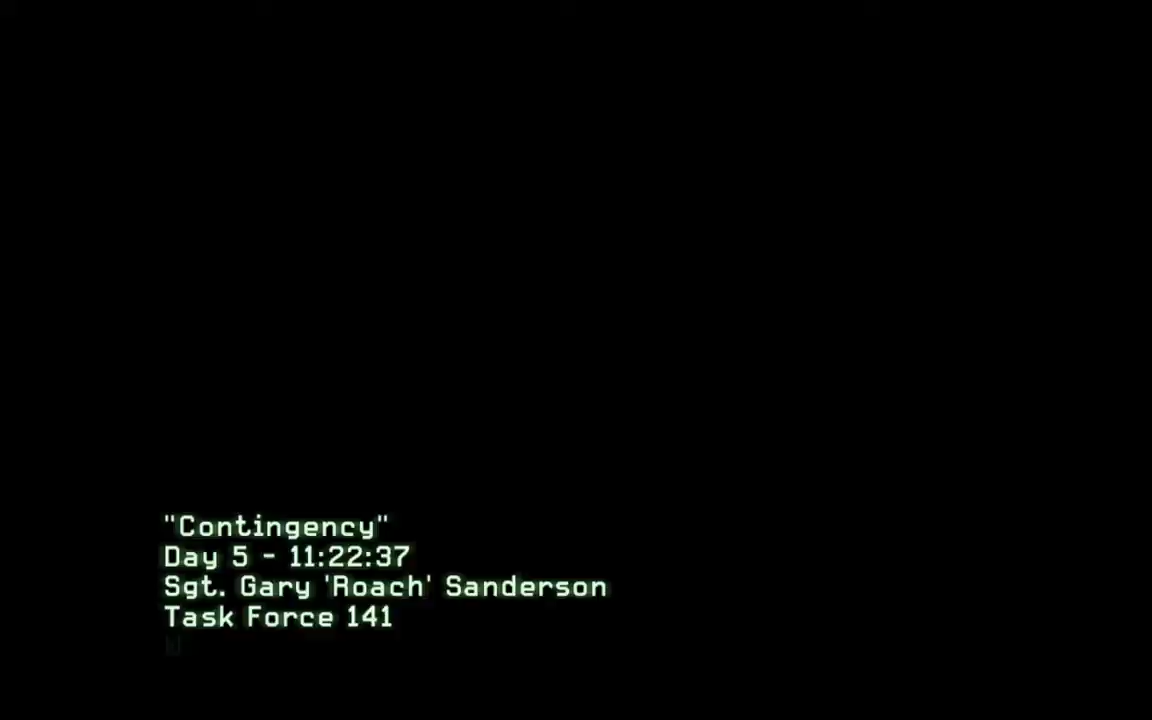 "Contingency"
Day 5 - 11:22:37
Sgt. Gary 'Roach' Sanderson
Task Force 141